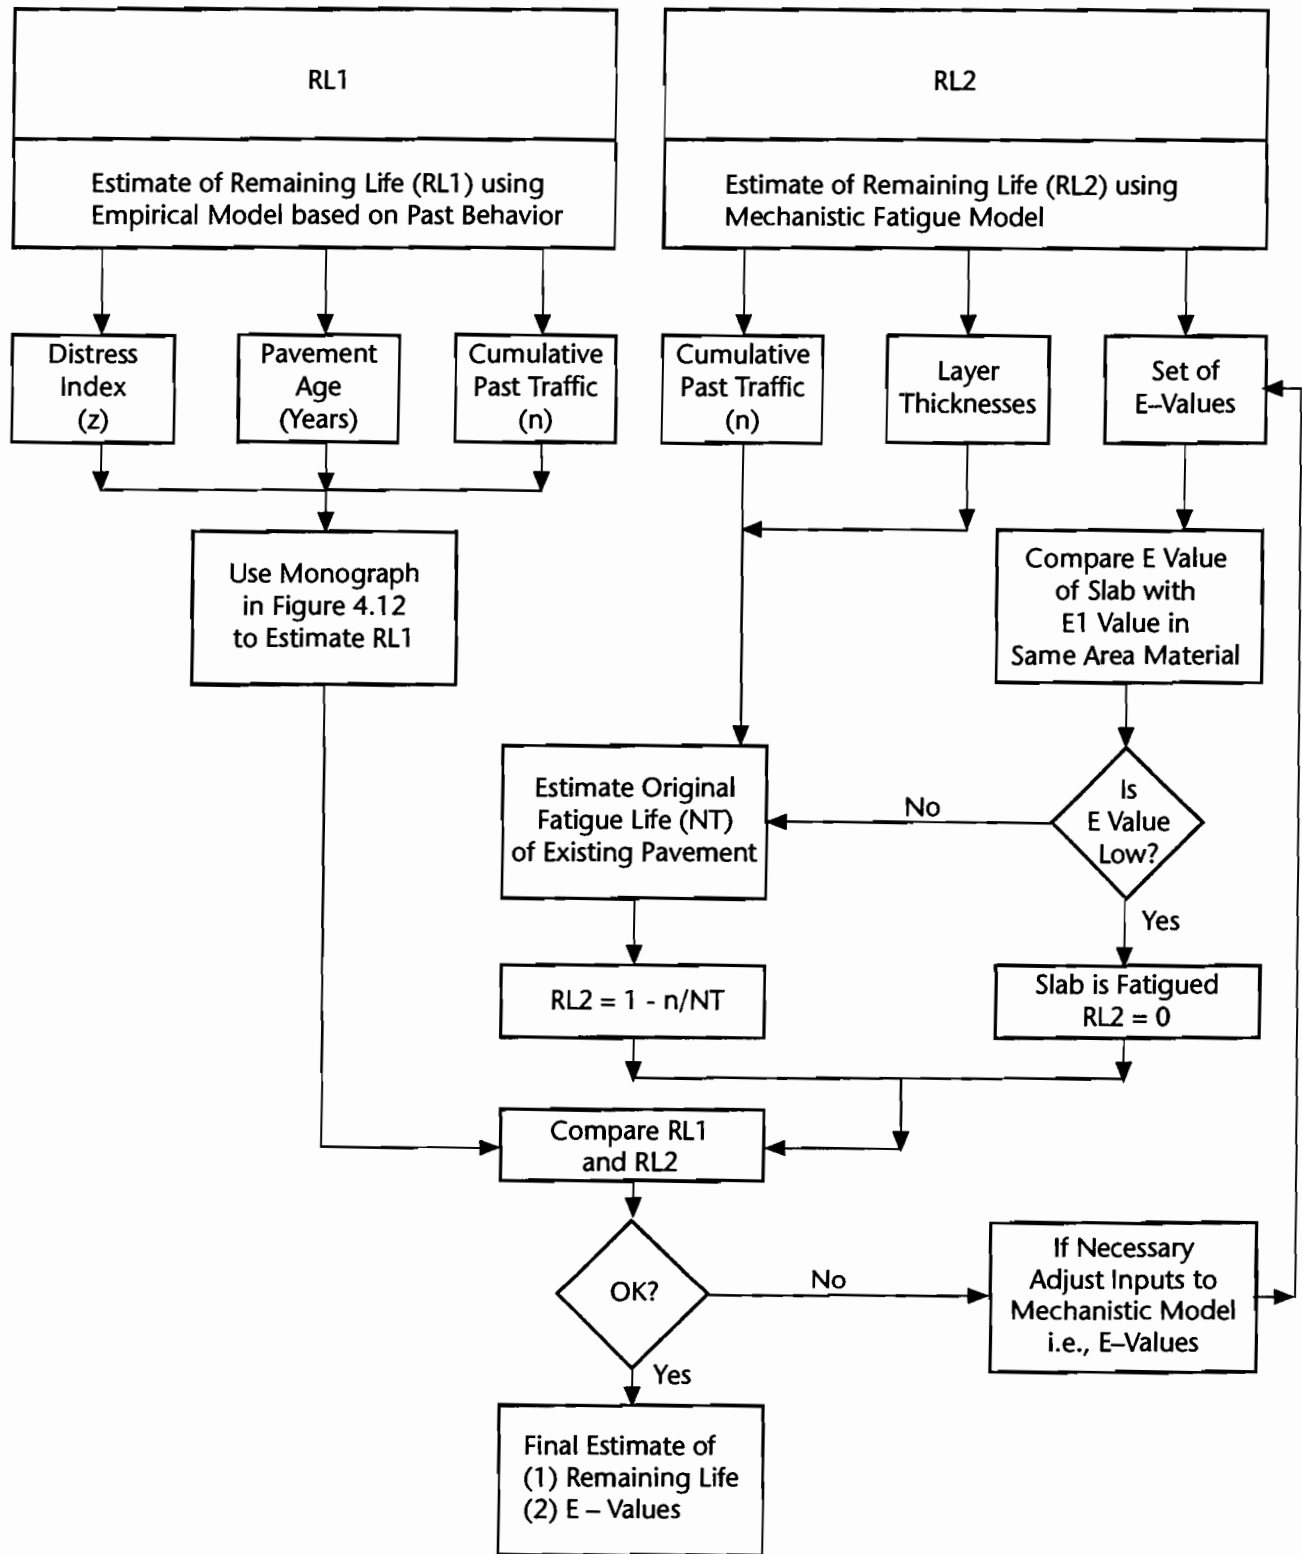 RL1
Estimate of Remaining Life (RL1) using
Empirical Model based on Past Behavior
RL2
Estimate of Remaining Life (RL2) using
Mechanistic Fatigue Model
Distress
Index
(z)
Pavement
Age
(Years)
Cumulative
Past Traffic
(n)
Cumulative
Past Traffic
(n)
Layer
Thicknesses
Set of
E–Values
Use Monograph
in Figure 4.12
to Estimate RL1
Compare E Value
of Slab with
E1 Value in
Same Area Material
Estimate Original
Fatigue Life (NT)
of Existing Pavement
No
Is
E Value
Low?
Yes
RL2 = 1 - n/NT
Slab is Fatigued
RL2 = 0
Compare RL1
and RL2
OK?
No
If Necessary
Adjust Inputs to
Mechanistic Model
i.e., E–Values
Yes
Final Estimate of
(1) Remaining Life
(2) E – Values